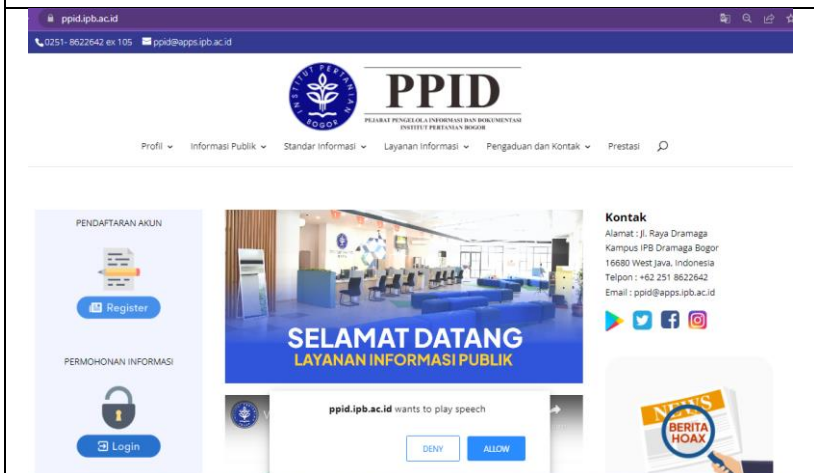 ppid.ipb.ac.id
0251- 8622642 ex 105 ppid@apps.ipb.ac.id
INSTITUT PERTANIAN
BOGOR
PPID
PEJABAT PENGELOLA INFORMASI DAN DOKUMENTASI
INSTITUT PERTANIAN BOGOR
Profil Informasi Publik Standar Informasi Layanan Informasi Pengaduan dan Kontak Prestasi
PENDAFTARAN AKUN
Register
PERMOHONAN INFORMASI
Login
SELAMAT DATANG
LAYANAN INFORMASI PUBLIK
ppid.ipb.ac.id wants to play speech
DENY ALLOW
Kontak
Alamat : Jl. Raya Dramaga
Kampus IPB Dramaga Bogor
16680 West Java, Indonesia
Telpon : +62 251 8622642
Email : ppid@apps.ipb.ac.id
NEWS
BERITA
HOAX